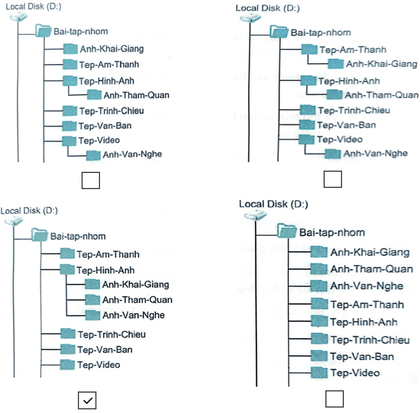 Local Disk (D:)
Bai-tap-nhom
Anh-Khai-Giang
Tep-Am-Thanh
Tep-Hinh-Anh
Anh-Tham-Quan
Tep-Trinh-Chieu
Tep-Van-Ban
Tep-Video
Anh-Van-Nghe
Local Disk (D:)
Bai-tap-nhom
Tep-Am-Thanh
Anh-Khai-Giang
Tep-Hinh-Anh
Anh-Tham-Quan
Tep-Trinh-Chieu
Tep-Van-Ban
Tep-Video
Anh-Van-Nghe
Local Disk (D:)
Bai-tap-nhom
Tep-Am-Thanh
Tep-Hinh-Anh
Anh-Khai-Giang
Anh-Tham-Quan
Anh-Van-Nghe
Tep-Trinh-Chieu
Tep-Van-Ban
Tep-Video
Local Disk (D:)
Bai-tap-nhom
Anh-Khai-Giang
Anh-Tham-Quan
Anh-Van-Nghe
Tep-Am-Thanh
Tep-Hinh-Anh
Tep-Trinh-Chieu
Tep-Van-Ban
Tep-Video